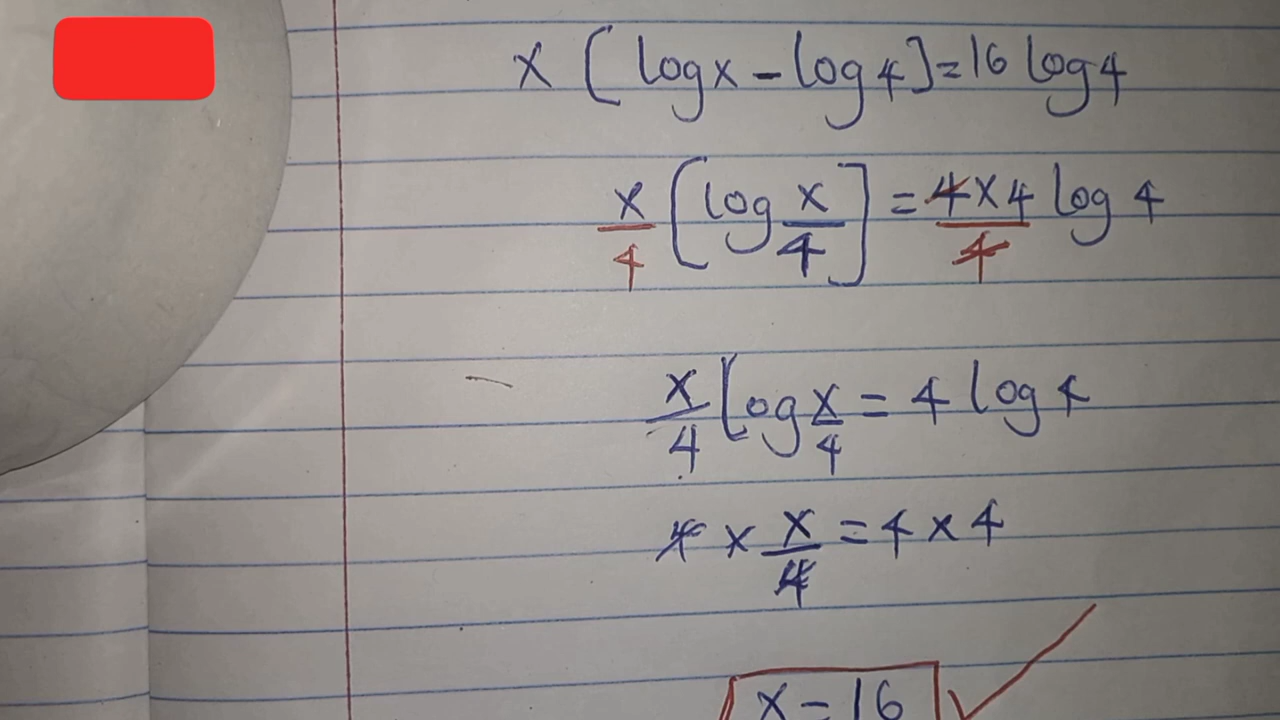 x [ log x - log 4 ] = 16 log 4
x/4 [ log x/4 ] = 4 x 4/4 log 4
x/4 log x/4 = 4 log 4
4 x x/4 = 4 x 4
x = 16